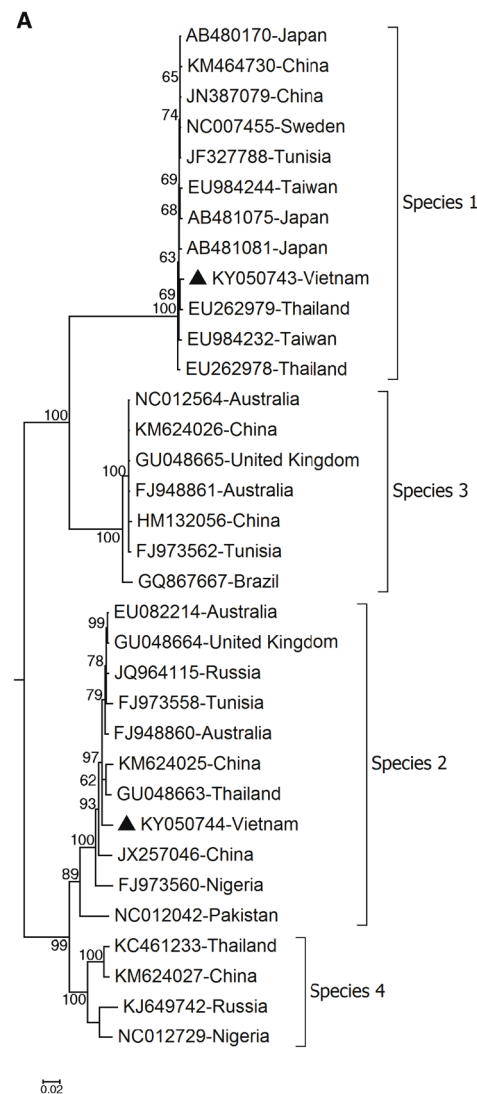 A
AB480170-Japan
KM464730-China
65
JN387079-China
74
NC007455-Sweden
JF327788-Tunisia
69
EU984244-Taiwan
Species 1
68
AB481075-Japan
AB481081-Japan
63
KY050743-Vietnam
69
100
EU262979-Thailand
EU984232-Taiwan
EU262978-Thailand
NC012564-Australia
100
KM624026-China
GU048665-United Kingdom
100
FJ948861-Australia
Species 3
HM132056-China
100
FJ973562-Tunisia
GQ867667-Brazil
EU082214-Australia
99
GU048664-United Kingdom
78
JQ964115-Russia
79
FJ973558-Tunisia
FJ948860-Australia
97
KM624025-China
Species 2
62
GU048663-Thailand
93
KY050744-Vietnam
100
JX257046-China
89
FJ973560-Nigeria
NC012042-Pakistan
99
KC461233-Thailand
100
KM624027-China
Species 4
100
KJ649742-Russia
NC012729-Nigeria
0.02